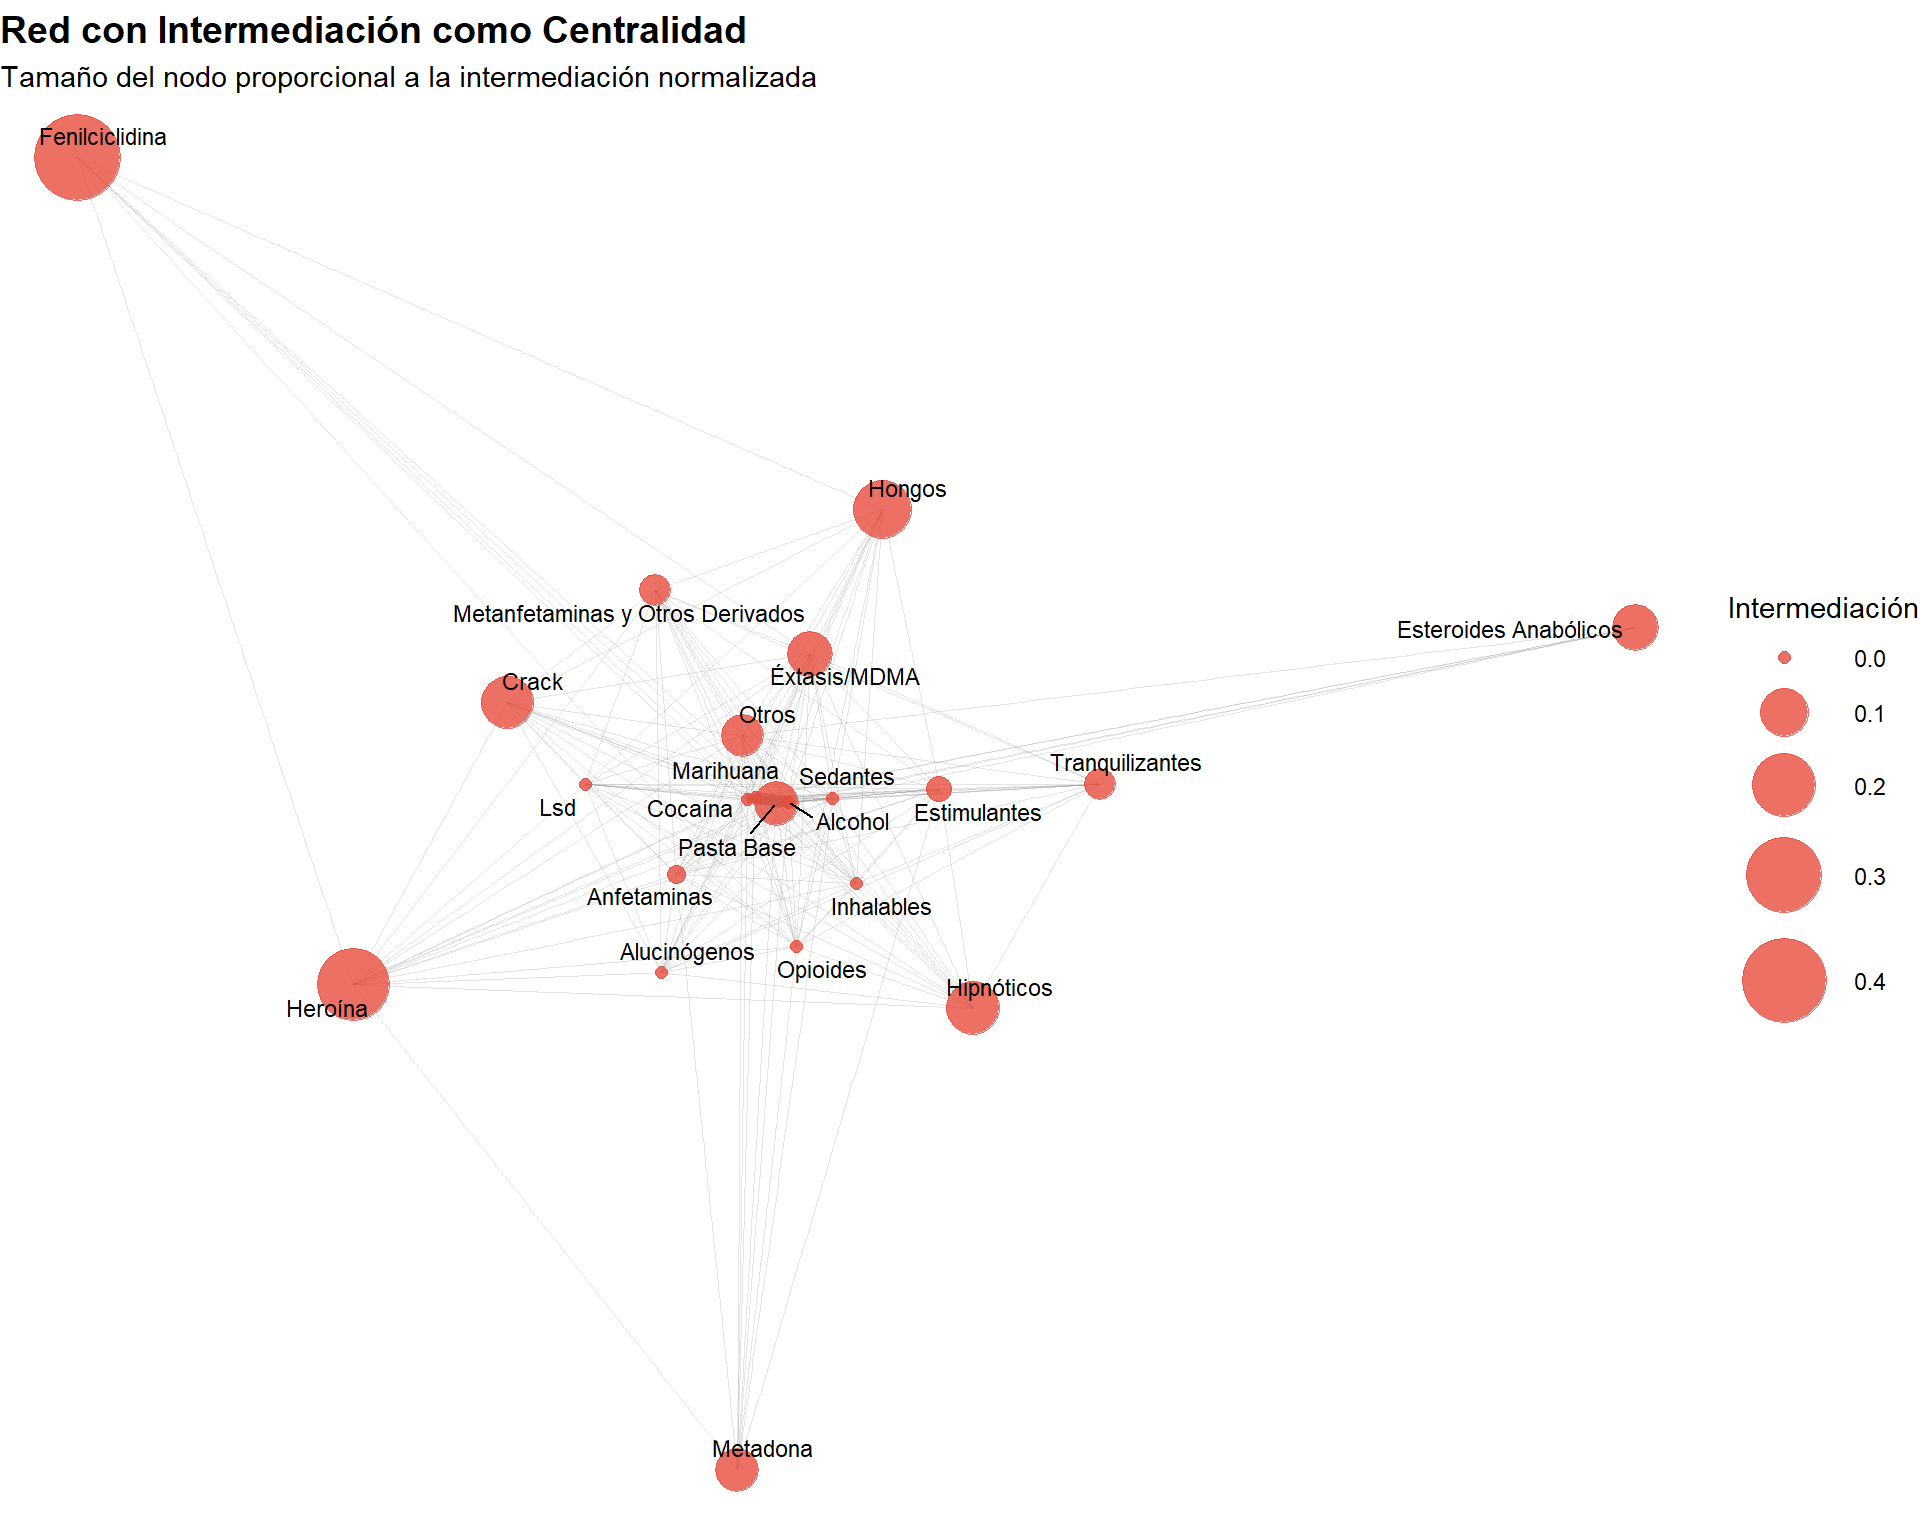 Red con Intermediación como Centralidad
Tamaño del nodo proporcional a la intermediación normalizada
Fenilciclidina
Hongos
Metanfetaminas y Otros Derivados
Esteroides Anabólicos
Éxtasis/MDMA
Crack
Otros
Tranquilizantes
Marihuana
Sedantes
Lsd
Cocaína
Alcohol
Estimulantes
Pasta Base
Anfetaminas
Inhalables
Alucinógenos
Opioides
Hipnóticos
Heroína
Metadona
Intermediación
0.0
0.1
0.2
0.3
0.4